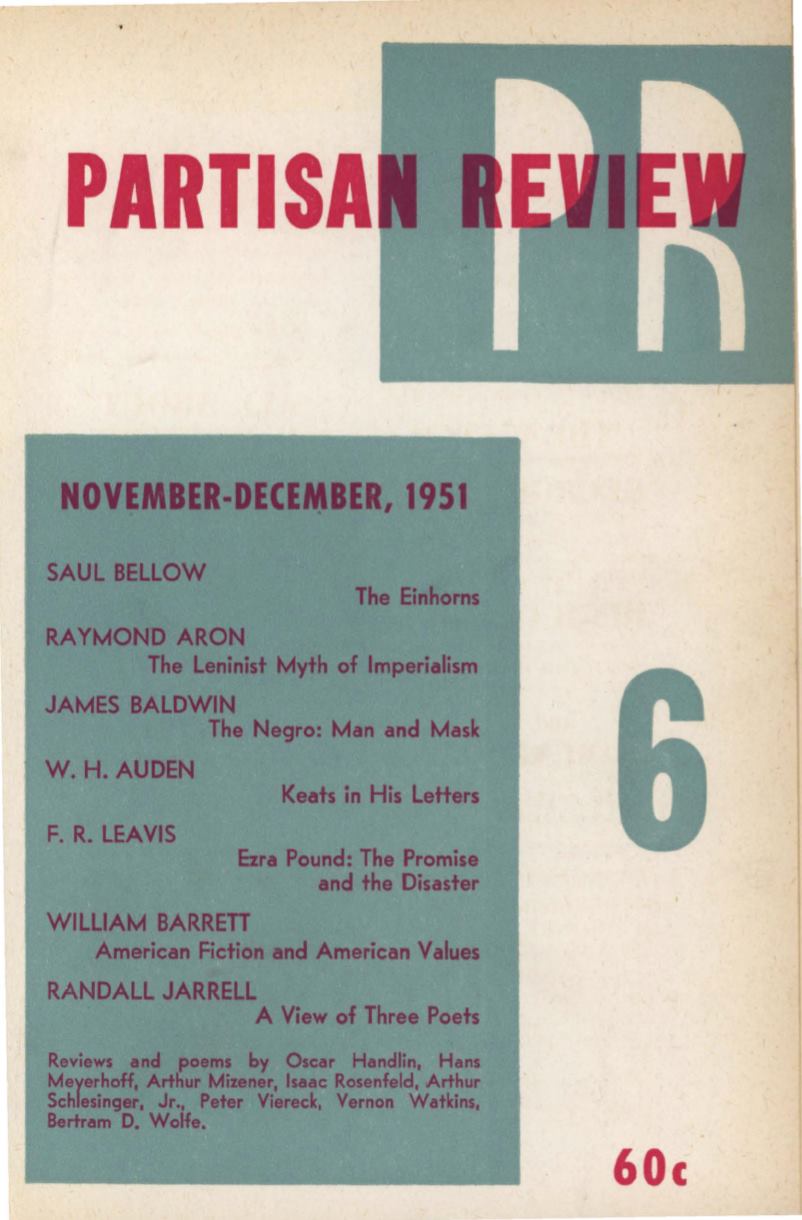 PR
PARTISAN REVIEW
NOVEMBER-DECEMBER, 1951
SAUL BELLOW
The Einhorns
RAYMOND ARON
The Leninist Myth of Imperialism
JAMES BALDWIN
The Negro: Man and Mask
W. H. AUDEN
Keats in His Letters
F. R. LEAVIS
Ezra Pound: The Promise
and the Disaster
WILLIAM BARRETT
American Fiction and American Values
RANDALL JARRELL
A View of Three Poets
Reviews and poems by Oscar Handlin, Hans
Meyerhoff, Arthur Mizener, Isaac Rosenfeld, Arthur
Schlesinger, Jr., Peter Viereck, Vernon Watkins,
Bertram D. Wolfe.
6
60c